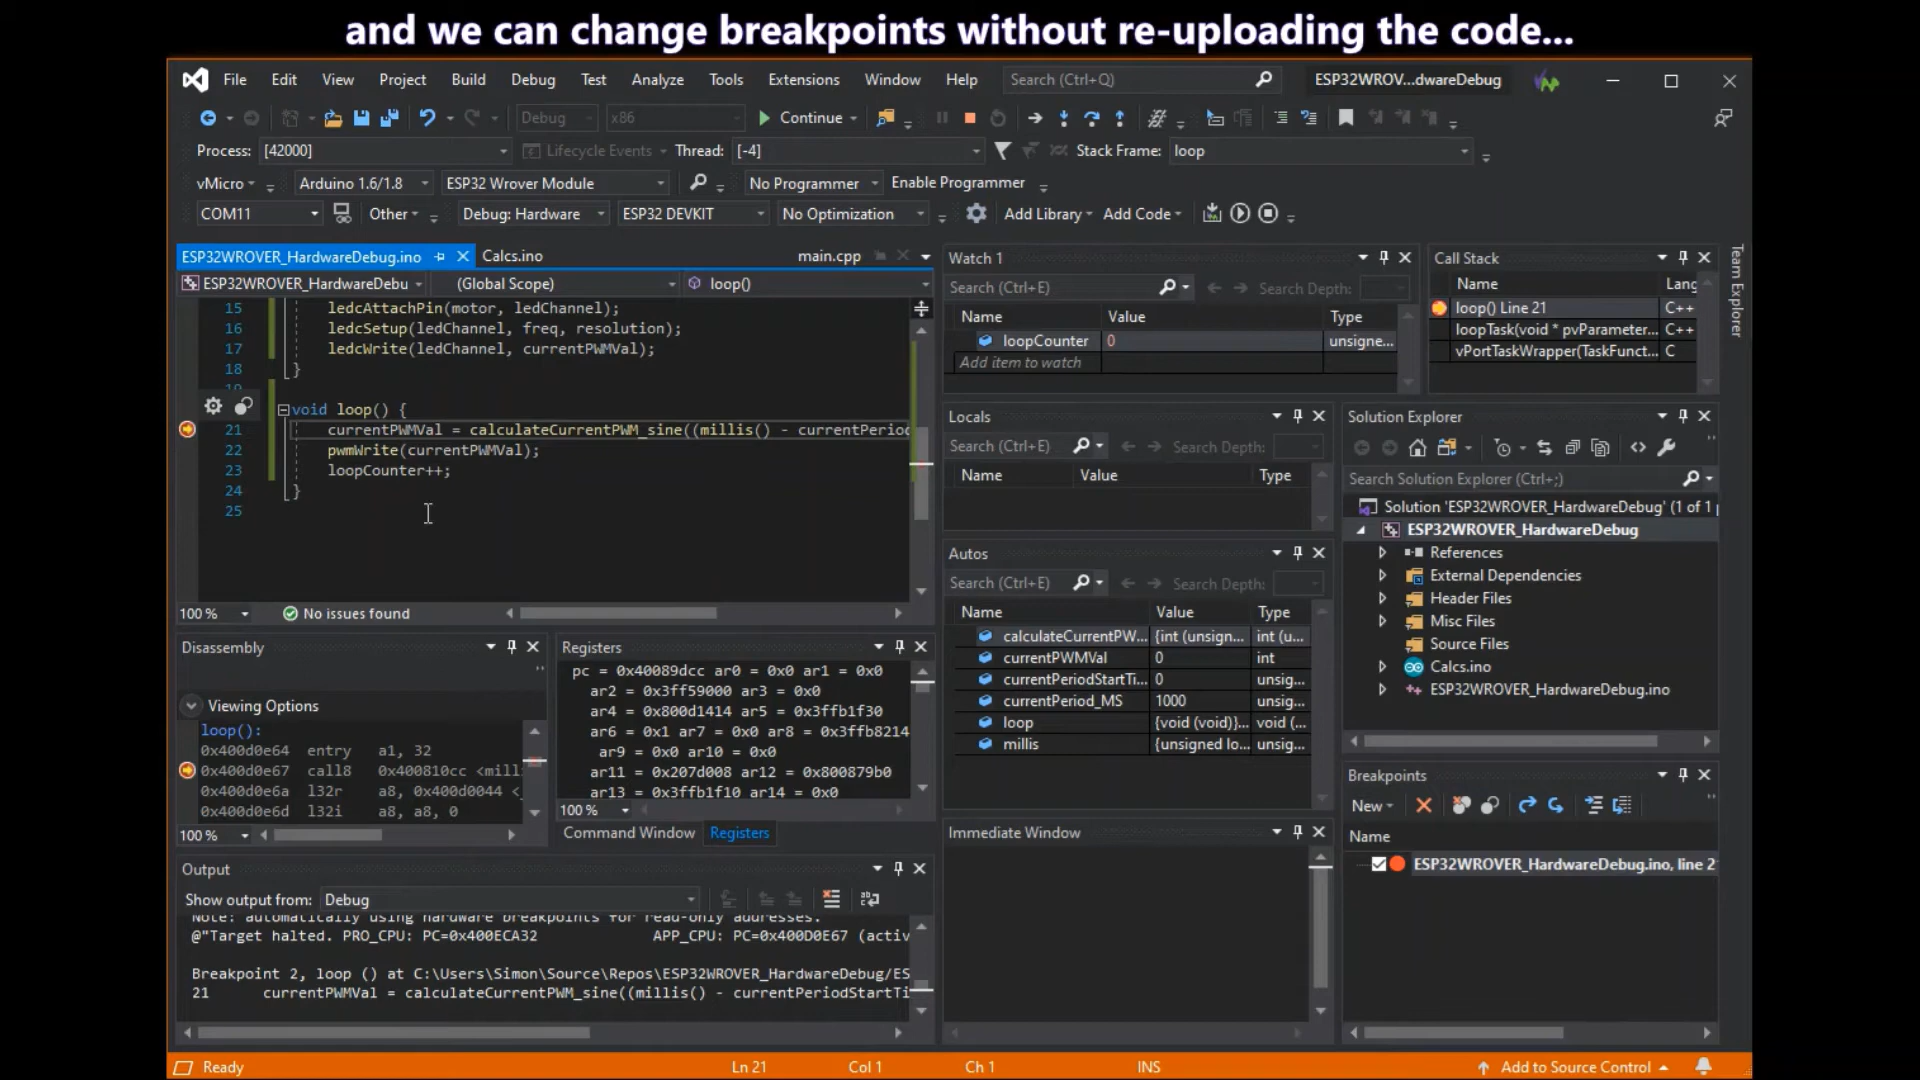 and we can change breakpoints without re-uploading the code...
File Edit View Project Build Debug Test Analyze Tools Extensions Window Help Search (Ctrl+Q) ESP32WROV...dwareDebug
Debug x86 Continue
Process: [42000] Lifecycle Events Thread: [-4] Stack Frame: loop
vMicro Arduino 1.6/1.8 ESP32 Wrover Module No Programmer Enable Programmer
COM11 Other Debug: Hardware ESP32 DEVKIT No Optimization Add Library Add Code
ESP32WROVER_HardwareDebug.ino Calcs.ino main.cpp
ESP32WROVER_HardwareDebu (Global Scope) loop()
15 ledcAttachPin(motor, ledChannel);
16 ledcSetup(ledChannel, freq, resolution);
17 ledcWrite(ledChannel, currentPWMVal);
18 }
19
void loop() {
21 currentPWMVal = calculateCurrentPWM_sine((millis() - currentPerio
22 pwmWrite(currentPWMVal);
23 loopCounter++;
24 }
25
100 % No issues found
Watch 1
Search (Ctrl+E) Search Depth:
Name Value Type
loopCounter 0 unsigne...
Add item to watch
Call Stack
Name Lang
loop() Line 21 C++
loopTask(void * pvParameter... C++
vPortTaskWrapper(TaskFunct... C
Team Explorer
Locals
Search (Ctrl+E) Search Depth:
Name Value Type
Autos
Search (Ctrl+E) Search Depth:
Name Value Type
calculateCurrentPW... {int (unsign... int (u...
currentPWMVal 0 int
currentPeriodStartTi... 0 unsig...
currentPeriod_MS 1000 unsig...
loop {void (void)}... void (...
millis {unsigned lo... unsig...
Solution Explorer
Search Solution Explorer (Ctrl+;)
Solution 'ESP32WROVER_HardwareDebug' (1 of 1
ESP32WROVER_HardwareDebug
References
External Dependencies
Header Files
Misc Files
Source Files
Calcs.ino
ESP32WROVER_HardwareDebug.ino
Disassembly
Viewing Options
loop():
0x400d0e64 entry a1, 32
0x400d0e67 call8 0x400810cc <mill
0x400d0e6a l32r a8, 0x400d0044 <
0x400d0e6d l32i a8, a8, 0
100 %
Registers
pc = 0x40089dcc ar0 = 0x0 ar1 = 0x0
ar2 = 0x3ff59000 ar3 = 0x0
ar4 = 0x800d1414 ar5 = 0x3ffb1f30
ar6 = 0x1 ar7 = 0x0 ar8 = 0x3ffb8214
ar9 = 0x0 ar10 = 0x0
ar11 = 0x207d008 ar12 = 0x800879b0
ar13 = 0x3ffb1f10 ar14 = 0x0
100 %
Command Window Registers
Immediate Window
Breakpoints
New
Name
ESP32WROVER_HardwareDebug.ino, line 2
Output
Show output from: Debug
Note: automatically using hardware breakpoints for read-only addresses.
@"Target halted. PRO_CPU: PC=0x400ECA32 APP_CPU: PC=0x400D0E67 (activ
Breakpoint 2, loop () at C:\Users\Simon\Source\Repos\ESP32WROVER_HardwareDebug/ES
21 currentPWMVal = calculateCurrentPWM_sine((millis() - currentPeriodStartTi
Ready Ln 21 Col 1 Ch 1 INS Add to Source Control